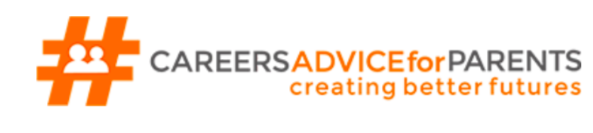 #CAREERSADVICEforPARENTS
creating better futures